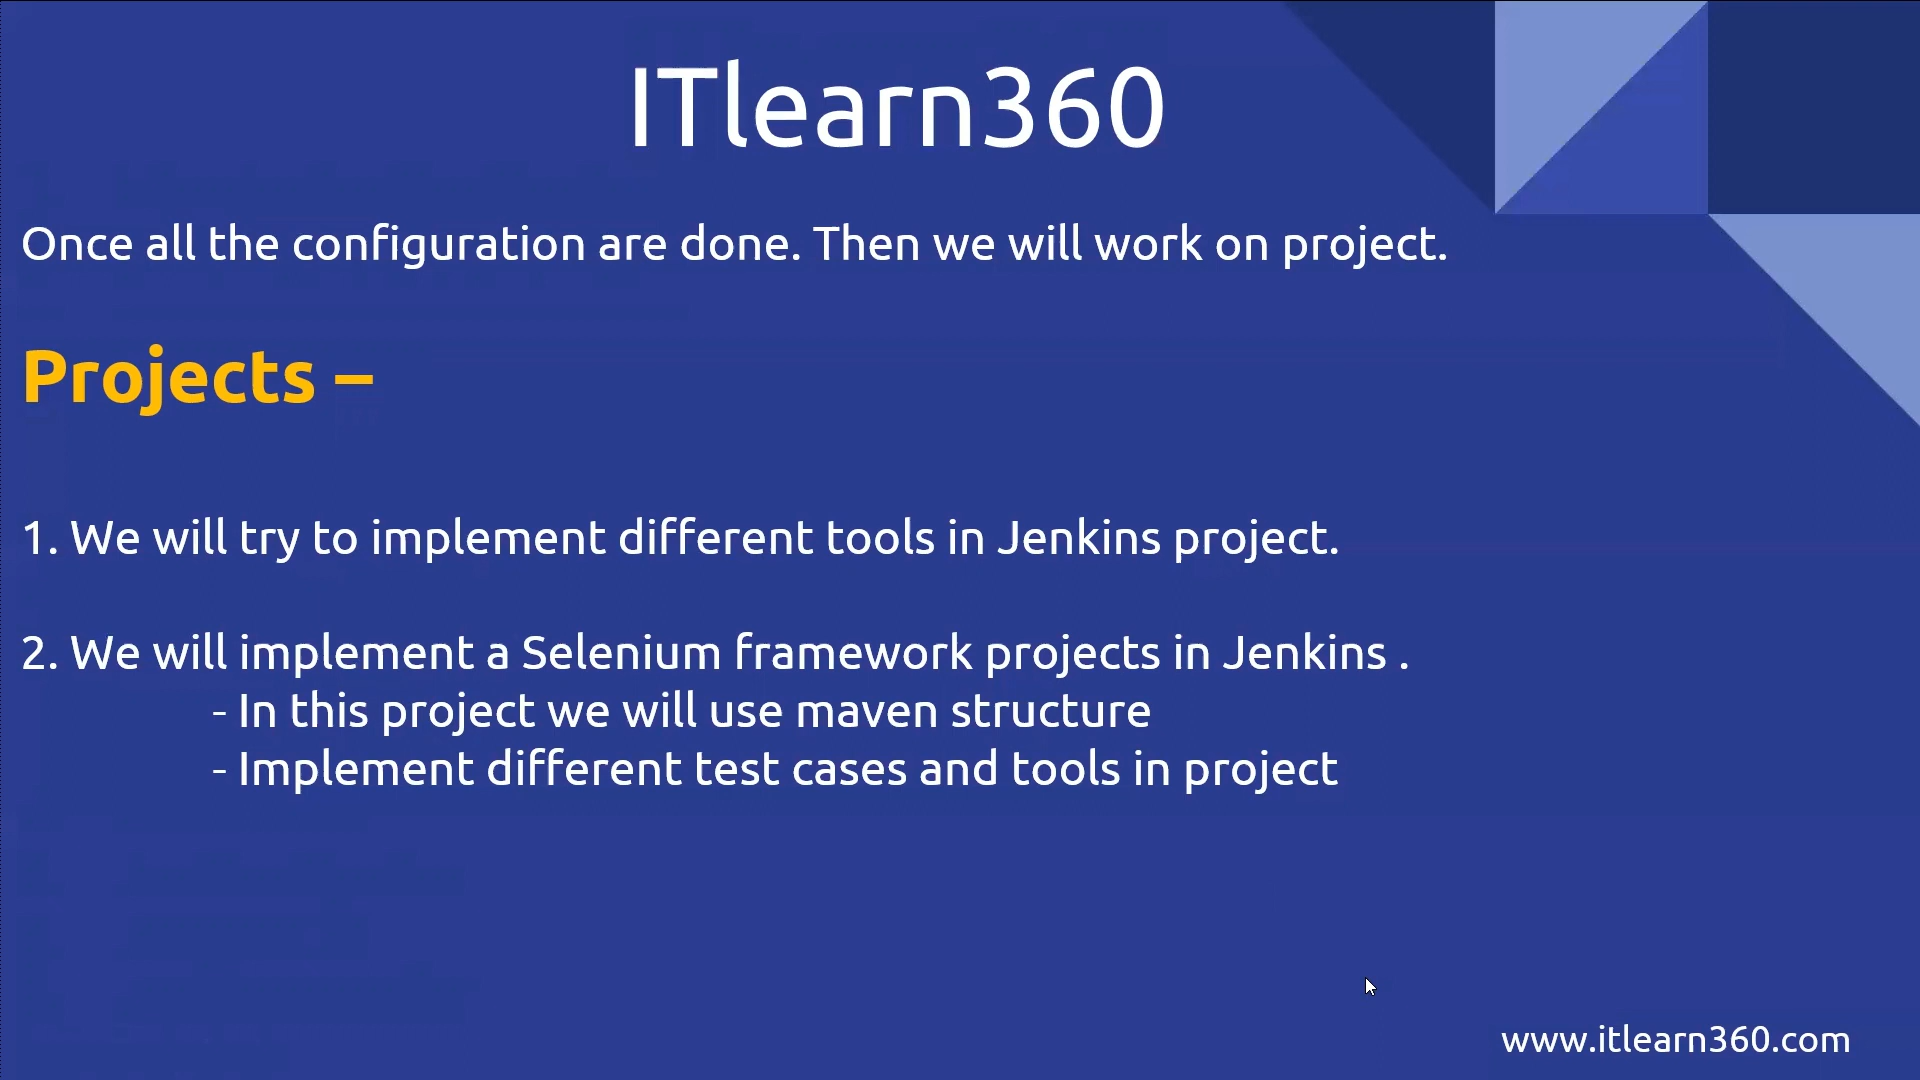 ITlearn360
Once all the configuration are done. Then we will work on project.
Projects –
1. We will try to implement different tools in Jenkins project.
2. We will implement a Selenium framework projects in Jenkins .
- In this project we will use maven structure
- Implement different test cases and tools in project
www.itlearn360.com